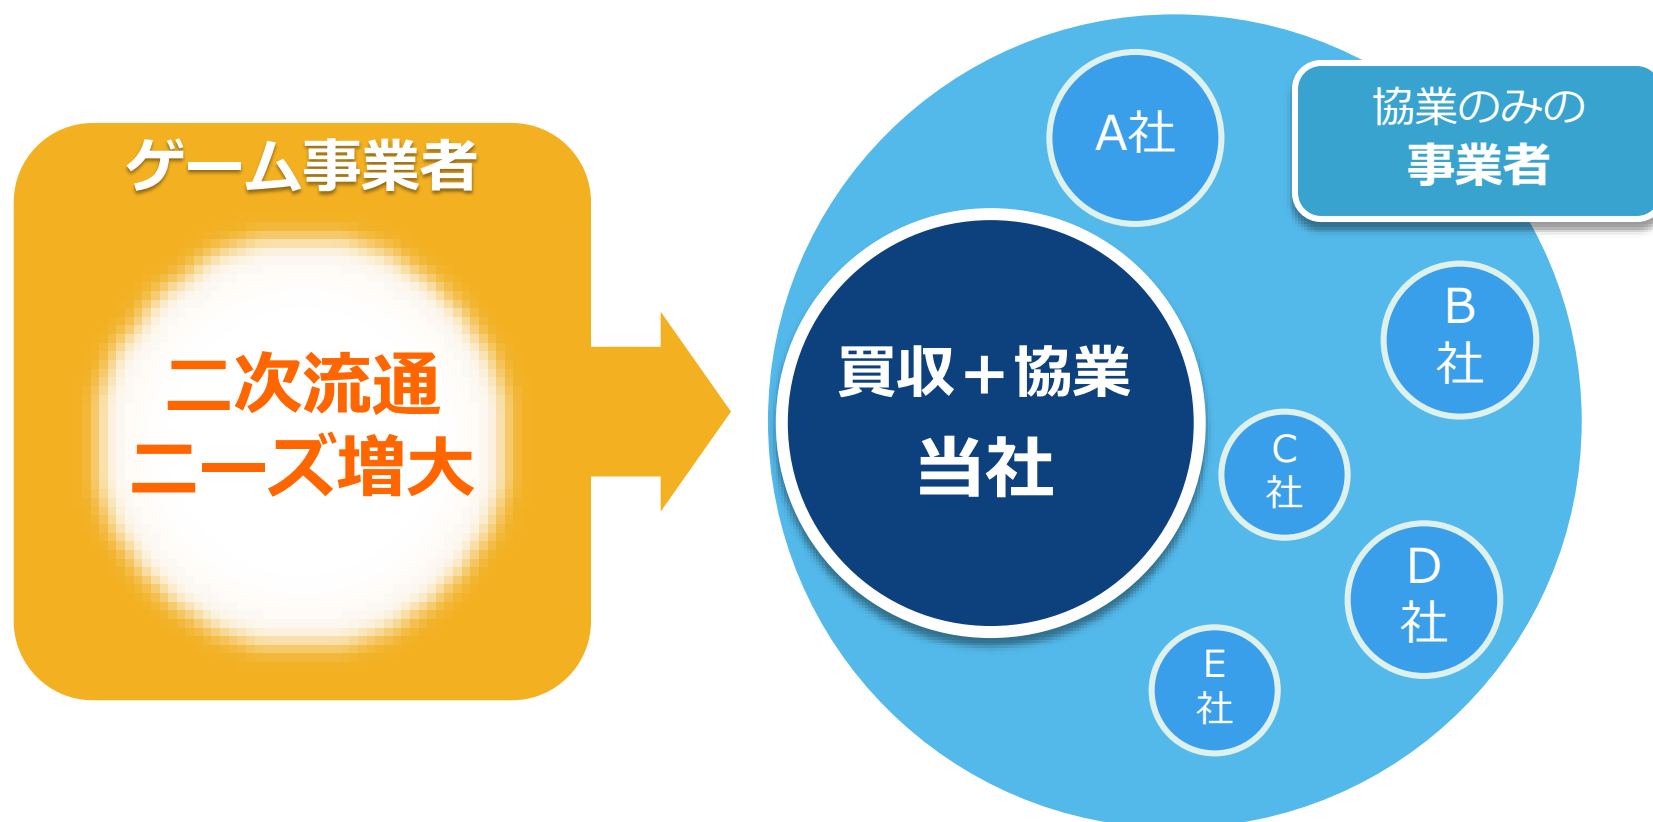 ゲーム事業者
二次流通
ニーズ増大
買収+協業
当社
A社
協業のみの
事業者
B
社
C
社
D
社
E
社